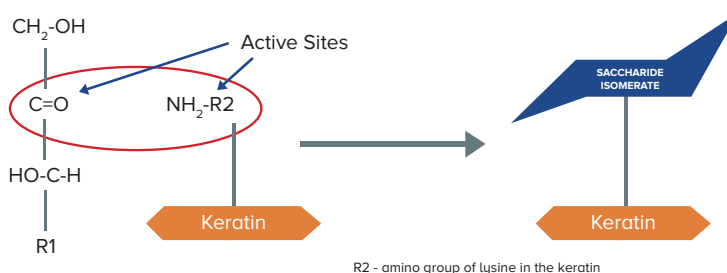 CH₂-OH
Active Sites
C=O
NH₂-R2
HO-C-H
R1
Keratin
SACCHARIDE
ISOMERATE
Keratin
R2 - amino group of lysine in the keratin